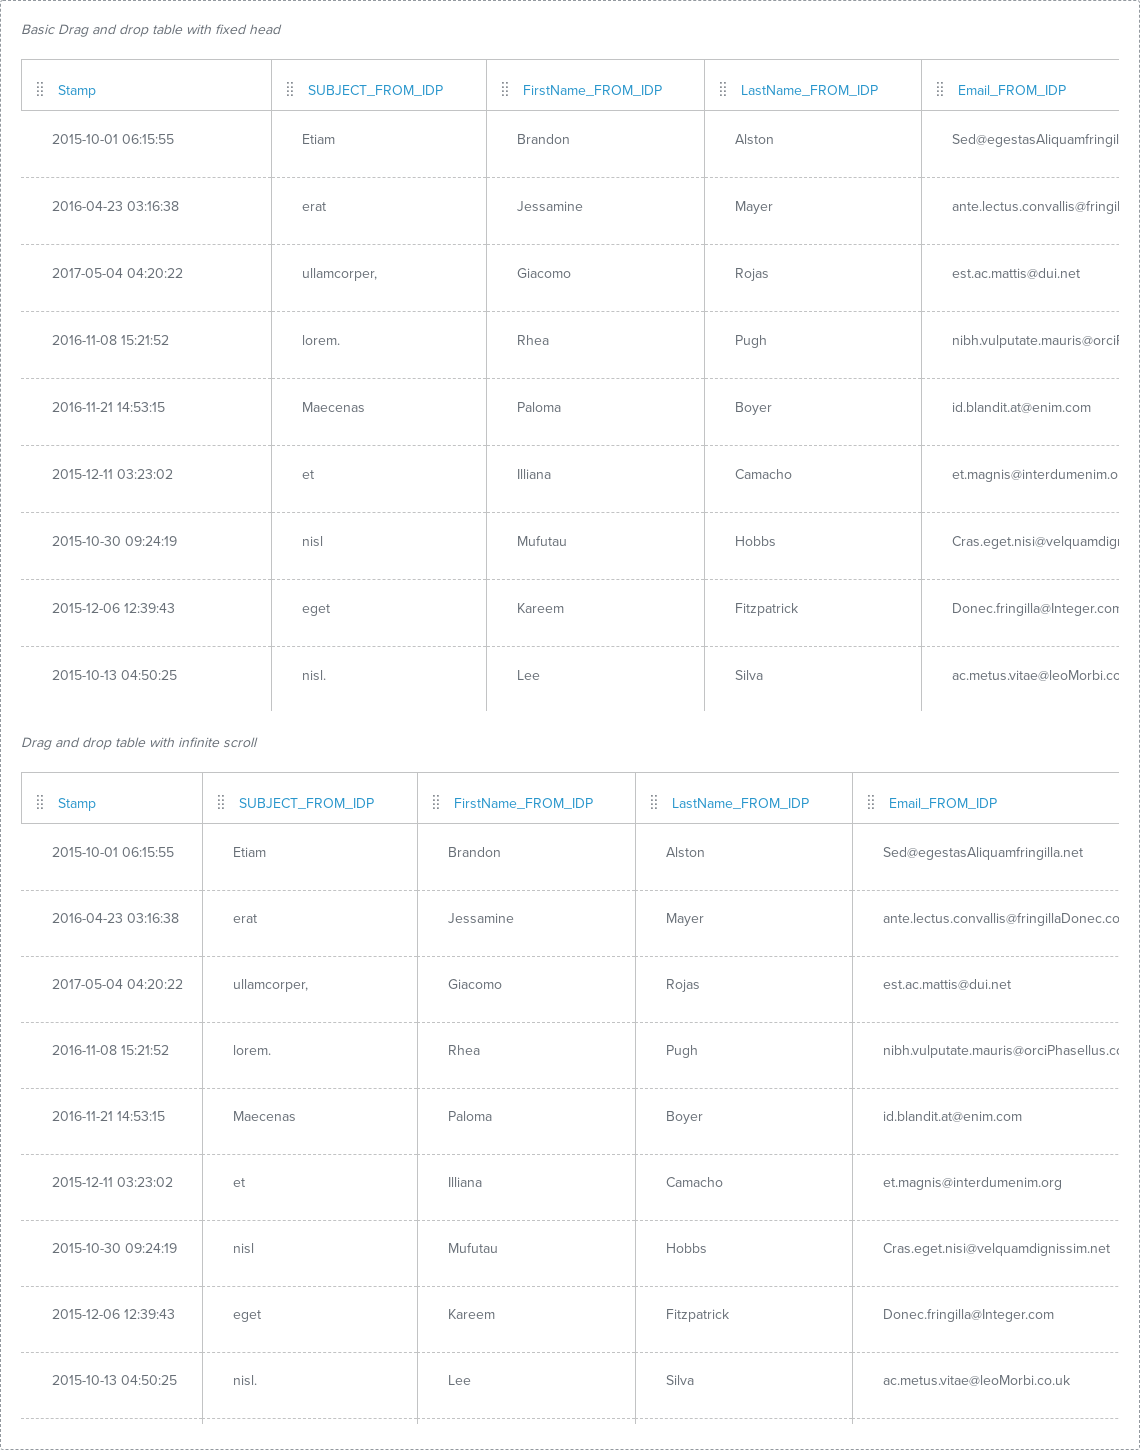 Basic Drag and drop table with fixed head
Stamp SUBJECT_FROM_IDP FirstName_FROM_IDP LastName_FROM_IDP Email_FROM_IDP
2015-10-01 06:15:55 Etiam Brandon Alston Sed@egestasAliquamfringil
2016-04-23 03:16:38 erat Jessamine Mayer ante.lectus.convallis@fringil
2017-05-04 04:20:22 ullamcorper, Giacomo Rojas est.ac.mattis@dui.net
2016-11-08 15:21:52 lorem. Rhea Pugh nibh.vulputate.mauris@orciP
2016-11-21 14:53:15 Maecenas Paloma Boyer id.blandit.at@enim.com
2015-12-11 03:23:02 et Illiana Camacho et.magnis@interdumenim.o
2015-10-30 09:24:19 nisl Mufutau Hobbs Cras.eget.nisi@velquamdign
2015-12-06 12:39:43 eget Kareem Fitzpatrick Donec.fringilla@Integer.com
2015-10-13 04:50:25 nisl. Lee Silva ac.metus.vitae@leoMorbi.co
Drag and drop table with infinite scroll
Stamp SUBJECT_FROM_IDP FirstName_FROM_IDP LastName_FROM_IDP Email_FROM_IDP
2015-10-01 06:15:55 Etiam Brandon Alston Sed@egestasAliquamfringilla.net
2016-04-23 03:16:38 erat Jessamine Mayer ante.lectus.convallis@fringillaDonec.co
2017-05-04 04:20:22 ullamcorper, Giacomo Rojas est.ac.mattis@dui.net
2016-11-08 15:21:52 lorem. Rhea Pugh nibh.vulputate.mauris@orciPhasellus.co
2016-11-21 14:53:15 Maecenas Paloma Boyer id.blandit.at@enim.com
2015-12-11 03:23:02 et Illiana Camacho et.magnis@interdumenim.org
2015-10-30 09:24:19 nisl Mufutau Hobbs Cras.eget.nisi@velquamdignissim.net
2015-12-06 12:39:43 eget Kareem Fitzpatrick Donec.fringilla@Integer.com
2015-10-13 04:50:25 nisl. Lee Silva ac.metus.vitae@leoMorbi.co.uk